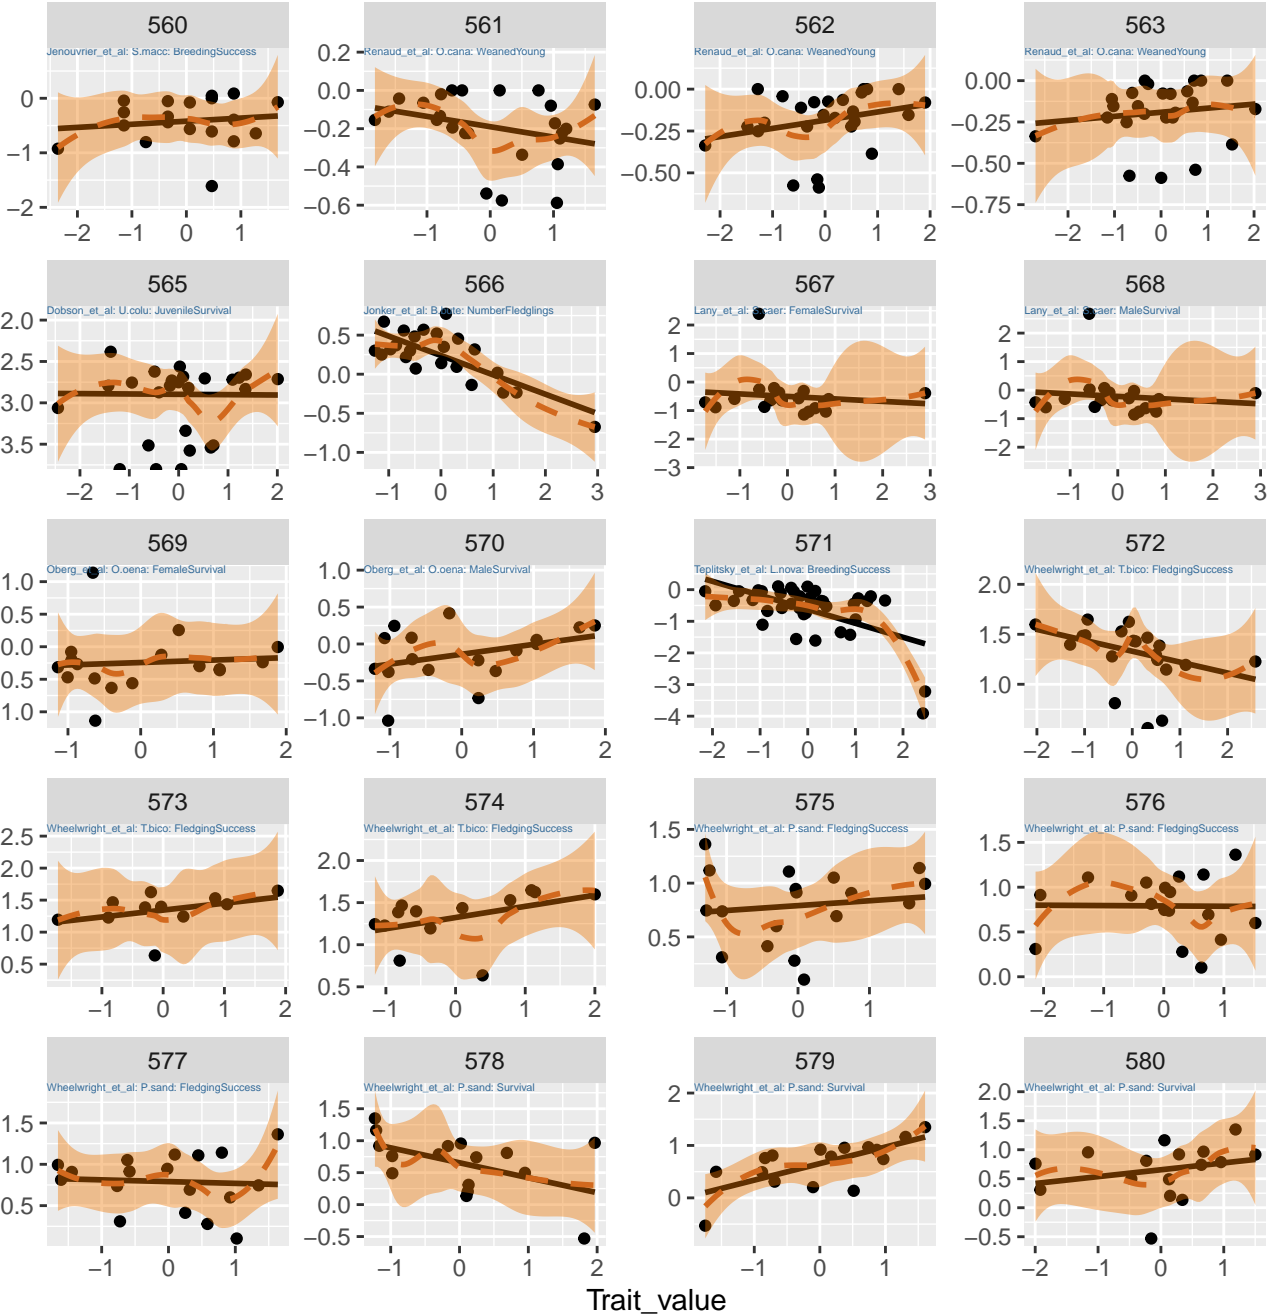 560 561 562 563
Jenouvrier_et_al: S.macc: BreedingSuccess
Renaud_et_al: O.cana: WeanedYoung
Renaud_et_al: O.cana: WeanedYoung
Renaud_et_al: O.cana: WeanedYoung
0 −1 −2
0.2 0.0 −0.2 −0.4 −0.6
0.00 −0.25 −0.50
0.00 −0.25 −0.50 −0.75
−2 −1 0 1
−1 0 1
−2 −1 0 1 2
−2 −1 0 1 2
565 566 567 568
Dobson_et_al: U.colu: JuvenileSurvival
Jonker_et_al: B.bute: NumberFledglings
Lany_et_al: S.caer: FemaleSurvival
Lany_et_al: S.caer: MaleSurvival
2.0 2.5 3.0 3.5
0.5 0.0 −0.5 −1.0
2 1 0 −1 −2 −3
2 1 0 −1 −2
−2 −1 0 1 2
−1 0 1 2 3
−1 0 1 2 3
−1 0 1 2 3
569 570 571 572
Oberg_et_al: O.oena: FemaleSurvival
Oberg_et_al: O.oena: MaleSurvival
Teplitsky_et_al: L.nova: BreedingSuccess
Wheelwright_et_al: T.bico: FledgingSuccess
1.0 0.5 0.0 0.5 1.0
1.0 0.5 0.0 −0.5 −1.0
0 −1 −2 −3 −4
2.0 1.5 1.0
−1 0 1 2
−1 0 1 2
−2 −1 0 1 2
−2 −1 0 1 2
573 574 575 576
Wheelwright_et_al: T.bico: FledgingSuccess
Wheelwright_et_al: T.bico: FledgingSuccess
Wheelwright_et_al: P.sand: FledgingSuccess
Wheelwright_et_al: P.sand: FledgingSuccess
2.5 2.0 1.5 1.0 0.5
2.0 1.5 1.0 0.5
1.5 1.0 0.5
1.5 1.0 0.5 0.0
−1 0 1 2
−1 0 1 2
−1 0 1
−2 −1 0 1
577 578 579 580
Wheelwright_et_al: P.sand: FledgingSuccess
Wheelwright_et_al: P.sand: Survival
Wheelwright_et_al: P.sand: Survival
Wheelwright_et_al: P.sand: Survival
1.5 1.0 0.5
1.5 1.0 0.5 0.0 −0.5
2 1 0
2.0 1.5 1.0 0.5 0.0 −0.5
−1 0 1
−1 0 1 2
−1 0 1
−2 −1 0 1
Trait_value